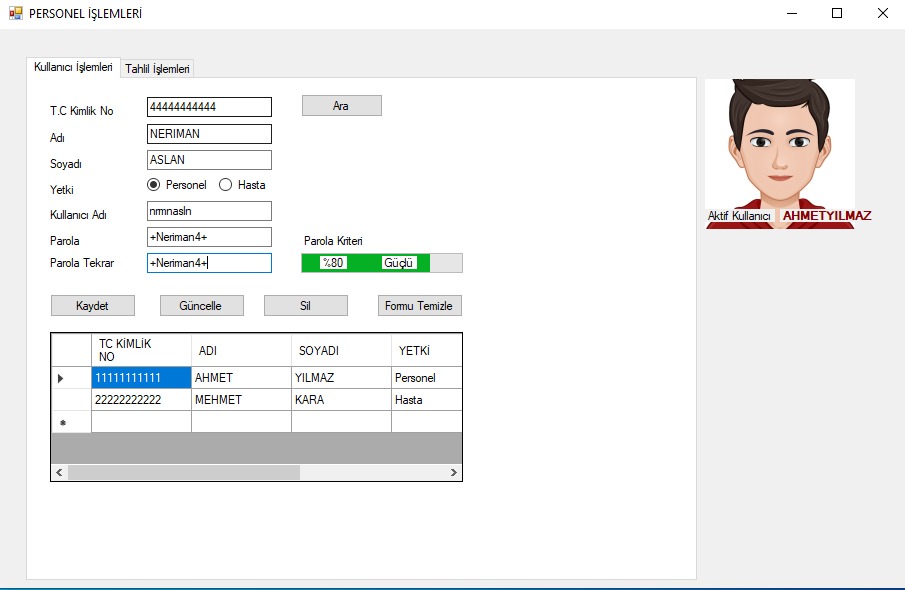 PERSONEL İŞLEMLERİ
Kullanıcı İşlemleri Tahlil İşlemleri
T.C Kimlik No 44444444444 Ara
Adı NERIMAN
Soyadı ASLAN
Yetki Personel Hasta
Kullanıcı Adı nrmnasln
Parola +Neriman4+ Parola Kriteri
Parola Tekrar +Neriman4+ %80 Güçlü
Kaydet Güncelle Sil Formu Temizle
TC KİMLİK NO ADI SOYADI YETKİ
11111111111 AHMET YILMAZ Personel
22222222222 MEHMET KARA Hasta
Aktif Kullanıcı AHMETYILMAZ